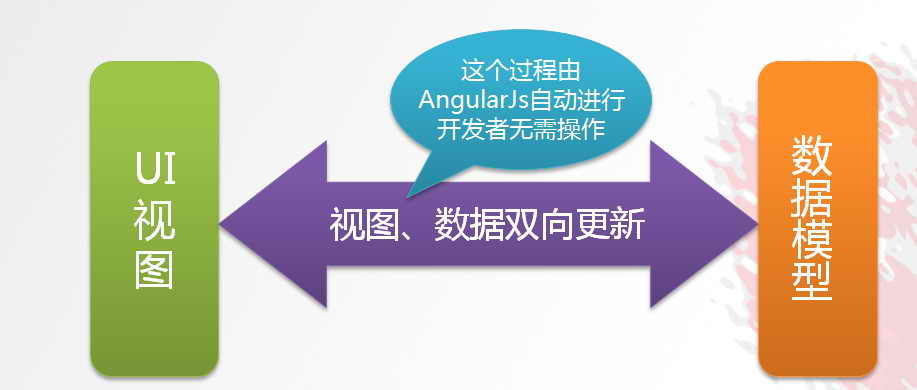 这个过程由
AngularJs自动进行
开发者无需操作
UI
视
图
视图、数据双向更新
数
据
模
型